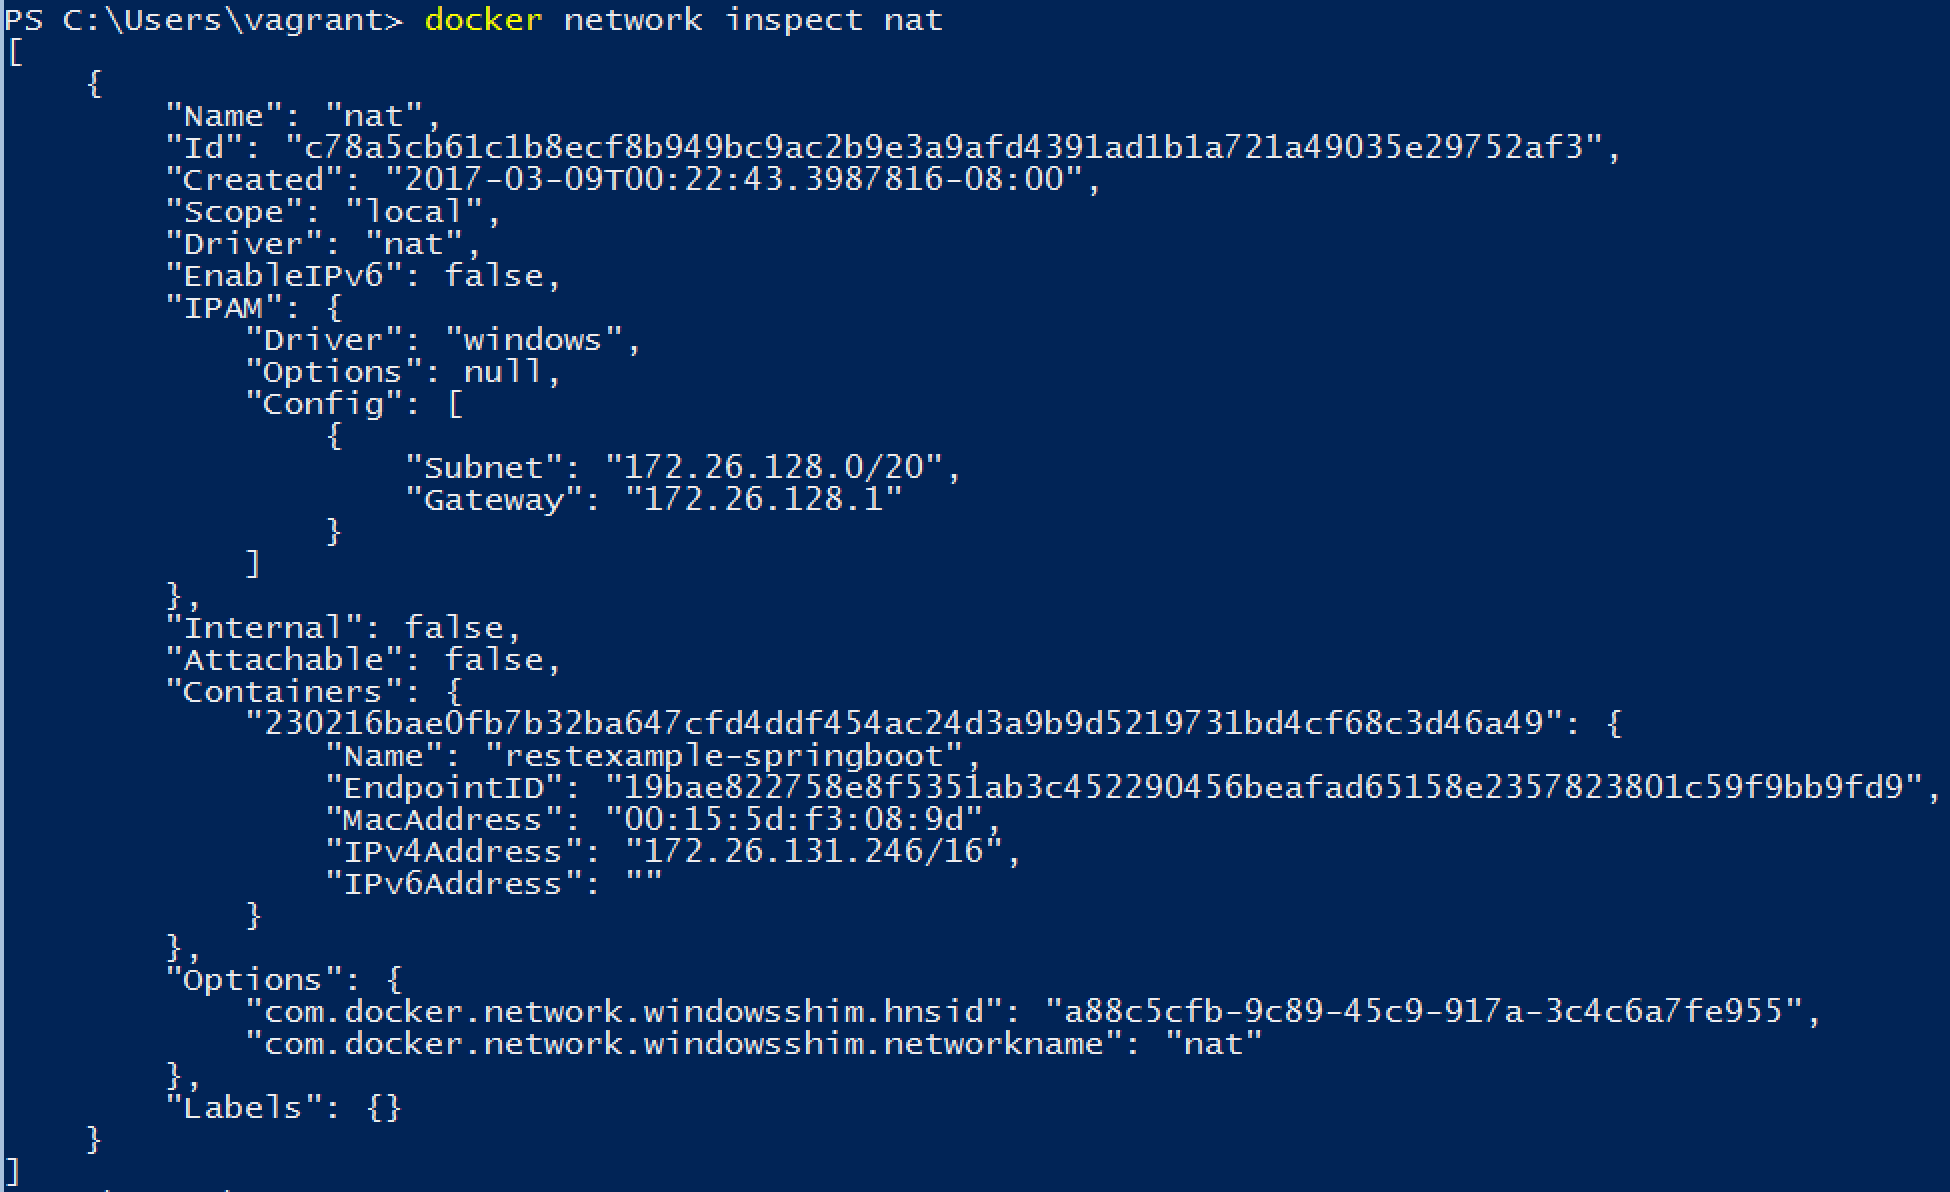 PS C:\Users\vagrant> docker network inspect nat
[
    {
        "Name": "nat",
        "Id": "c78a5cb61c1b8ecf8b949bc9ac2b9e3a9afd4391ad1b1a721a49035e29752af3",
        "Created": "2017-03-09T00:22:43.3987816-08:00",
        "Scope": "local",
        "Driver": "nat",
        "EnableIPv6": false,
        "IPAM": {
            "Driver": "windows",
            "Options": null,
            "Config": [
                {
                    "Subnet": "172.26.128.0/20",
                    "Gateway": "172.26.128.1"
                }
            ]
        },
        "Internal": false,
        "Attachable": false,
        "Containers": {
            "230216bae0fb7b32ba647cfd4ddf454ac24d3a9b9d5219731bd4cf68c3d46a49": {
                "Name": "restexample-springboot",
                "EndpointID": "19bae822758e8f5351ab3c452290456beafad65158e2357823801c59f9bb9fd9",
                "MacAddress": "00:15:5d:f3:08:9d",
                "IPv4Address": "172.26.131.246/16",
                "IPv6Address": ""
            }
        },
        "Options": {
            "com.docker.network.windowsshim.hnsid": "a88c5cfb-9c89-45c9-917a-3c4c6a7fe955",
            "com.docker.network.windowsshim.networkname": "nat"
        },
        "Labels": {}
    }
]